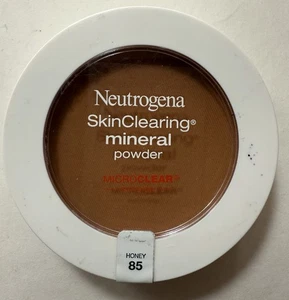 Neutrogena
SkinClearing®
mineral
powder
MICROCLEAR®
HONEY
85